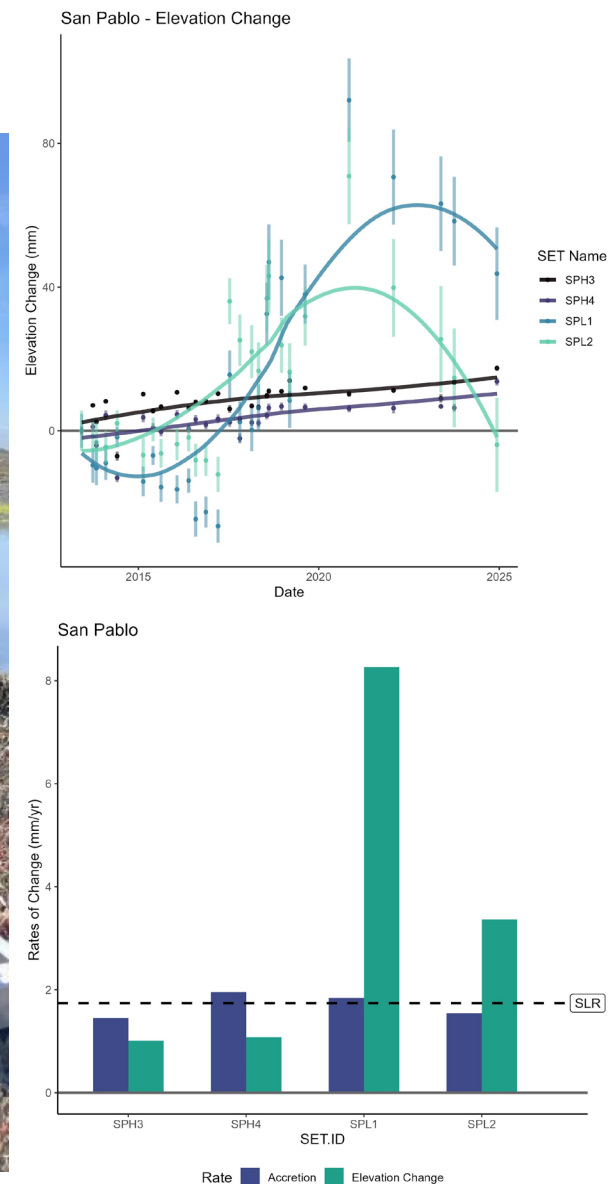 San Pablo - Elevation Change
Elevation Change (mm)
80
40
0
2015 2020 2025
Date
SET Name
SPH3
SPH4
SPL1
SPL2
San Pablo
Rates of Change (mm/yr)
8
6
4
2
0
SLR
SPH3 SPH4 SPL1 SPL2
SET.ID
Rate Accretion Elevation Change